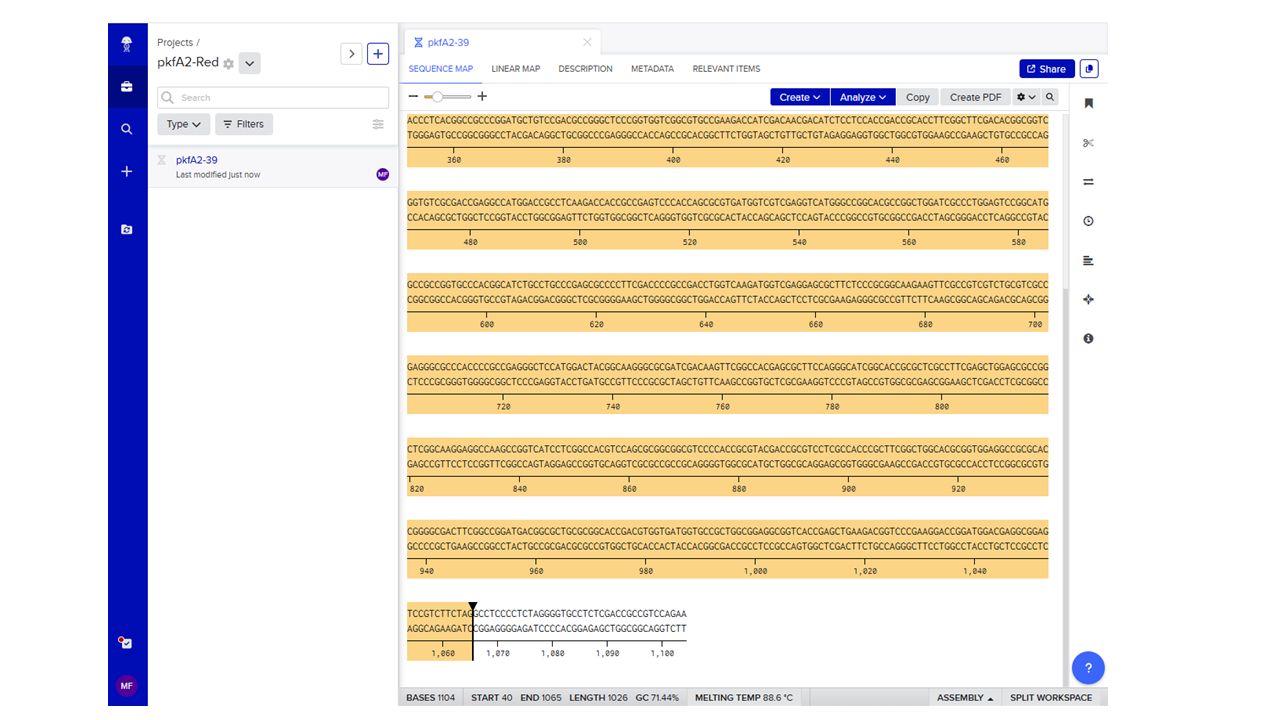 Projects /
pkfA2-Red
Search
Type
Filters
pkfA2-39
Last modified just now
MF
MF
pkfA2-39
SEQUENCE MAP LINEAR MAP DESCRIPTION METADATA RELEVANT ITEMS
Share
Create Analyze Copy Create PDF
ACCCTCACGGCCGCCCGGATGCTGTCCGACGCCGGGCTCCCGGTGGTCGGCGTGCCGAAGACCATCGACAACGACATCTCCTCCACCGACCGCACCTTCGGCTTCGACACGGCGGTC
TGGGAGTGCCGGCGGGCCTACGACAGGCTGCGGCCCGAGGGCCACCAGCCGCACGGCTTCTGGTAGCTGTTGCTGTAGAGGAGGTGGCTGGCGTGGAAGCCGAAGCTGTGCCGCCAG
360 380 400 420 440 460
GGTGTCGCGACCGAGGCCATGGACCGCCTCAAGACCACCGCCGAGTCCCACCAGCGCGTGATGGTCGTCGAGGTCATGGGCCGGCACGCCGGCTGGATCGCCCTGGAGTCCGGCATG
CCACAGCGCTGGCTCCGGTACCTGGCGGAGTTCTGGTGGCGGCTCAGGGTGGTCGCGCACTACCAGCAGCTCCAGTACCCGGCCGTGCGGCCGACCTAGCGGGACCTCAGGCCGTAC
480 500 520 540 560 580
GCCGCCGGTGCCCACGGCATCTGCCTGCCCGAGCGCCCCTTCGACCCCGCCGACCTGGTCAAGATGGTCGAGGAGCGCTTCTCCCGCGGCAAGAAGTTCGCCGTCGTCTGCGTCGCC
CGGCGGCCACGGGTGCCGTAGACGGACGGGCTCGCGGGGAAGCTGGGGCGGCTGGACCAGTTCTACCAGCTCCTCGCGAAGAGGGCGCCGTTCTTCAAGCGGCAGCAGACGCAGCGG
600 620 640 660 680 700
GAGGGCGCCCACCCCGCCGAGGGCTCCATGGACTACGGCAAGGGCGCGATCGACAAGTTCGGCCACGAGCGCTTCCAGGGCATCGGCACCGCGCTCGCCTTCGAGCTGGAGCGCCGG
CTCCCGCGGGTGGGGCGGCTCCCGAGGTACCTGATGCCGTTCCCGCGCTAGCTGTTCAAGCCGGTGCTCGCGAAGGTCCCGTAGCCGTGGCGCGAGCGGAAGCTCGACCTCGCGGCC
720 740 760 780 800
CTCGGCAAGGAGGCCAAGCCGGTCATCCTCGGCCACGTCCAGCGCGGCGGCGTCCCCACCGCGTACGACCGCGTCCTCGCCACCCGCTTCGGCTGGCACGCGGTGGAGGCCGCGCAC
GAGCCGTTCCTCCGGTTCGGCCAGTAGGAGCCGGTGCAGGTCGCGCCGCCGCAGGGGTGGCGCATGCTGGCGCAGGAGCGGTGGGCGAAGCCGACCGTGCGCCACCTCCGGCGCGTG
820 840 860 880 900 920
CGGGGCGACTTCGGCCGGATGACGGCGCTGCGCGGCACCGACGTGGTGATGGTGCCGCTGGCGGAGGCGGTCACCGAGCTGAAGACGGTCCCGAAGGACCGGATGGACGAGGCGGAG
GCCCCGCTGAAGCCGGCCTACTGCCGCGACGCGCCGTGGCTGCACCACTACCACGGCGACCGCCTCCGCCAGTGGCTCGACTTCTGCCAGGGCTTCCTGGCCTACCTGCTCCGCCTC
940 960 980 1,000 1,020 1,040
TCCGTCTTCTAGGCCTCCCCTCTAGGGGTGCCTCTCGACCGCCGTCCAGAA
AGGCAGAAGATCCGGAGGGGAGATCCCCACGGAGAGCTGGCGGCAGGTCTT
1,060 1,070 1,080 1,090 1,100
?
BASES 1104 START 40 END 1065 LENGTH 1026 GC 71.44% MELTING TEMP 88.6 °C ASSEMBLY SPLIT WORKSPACE